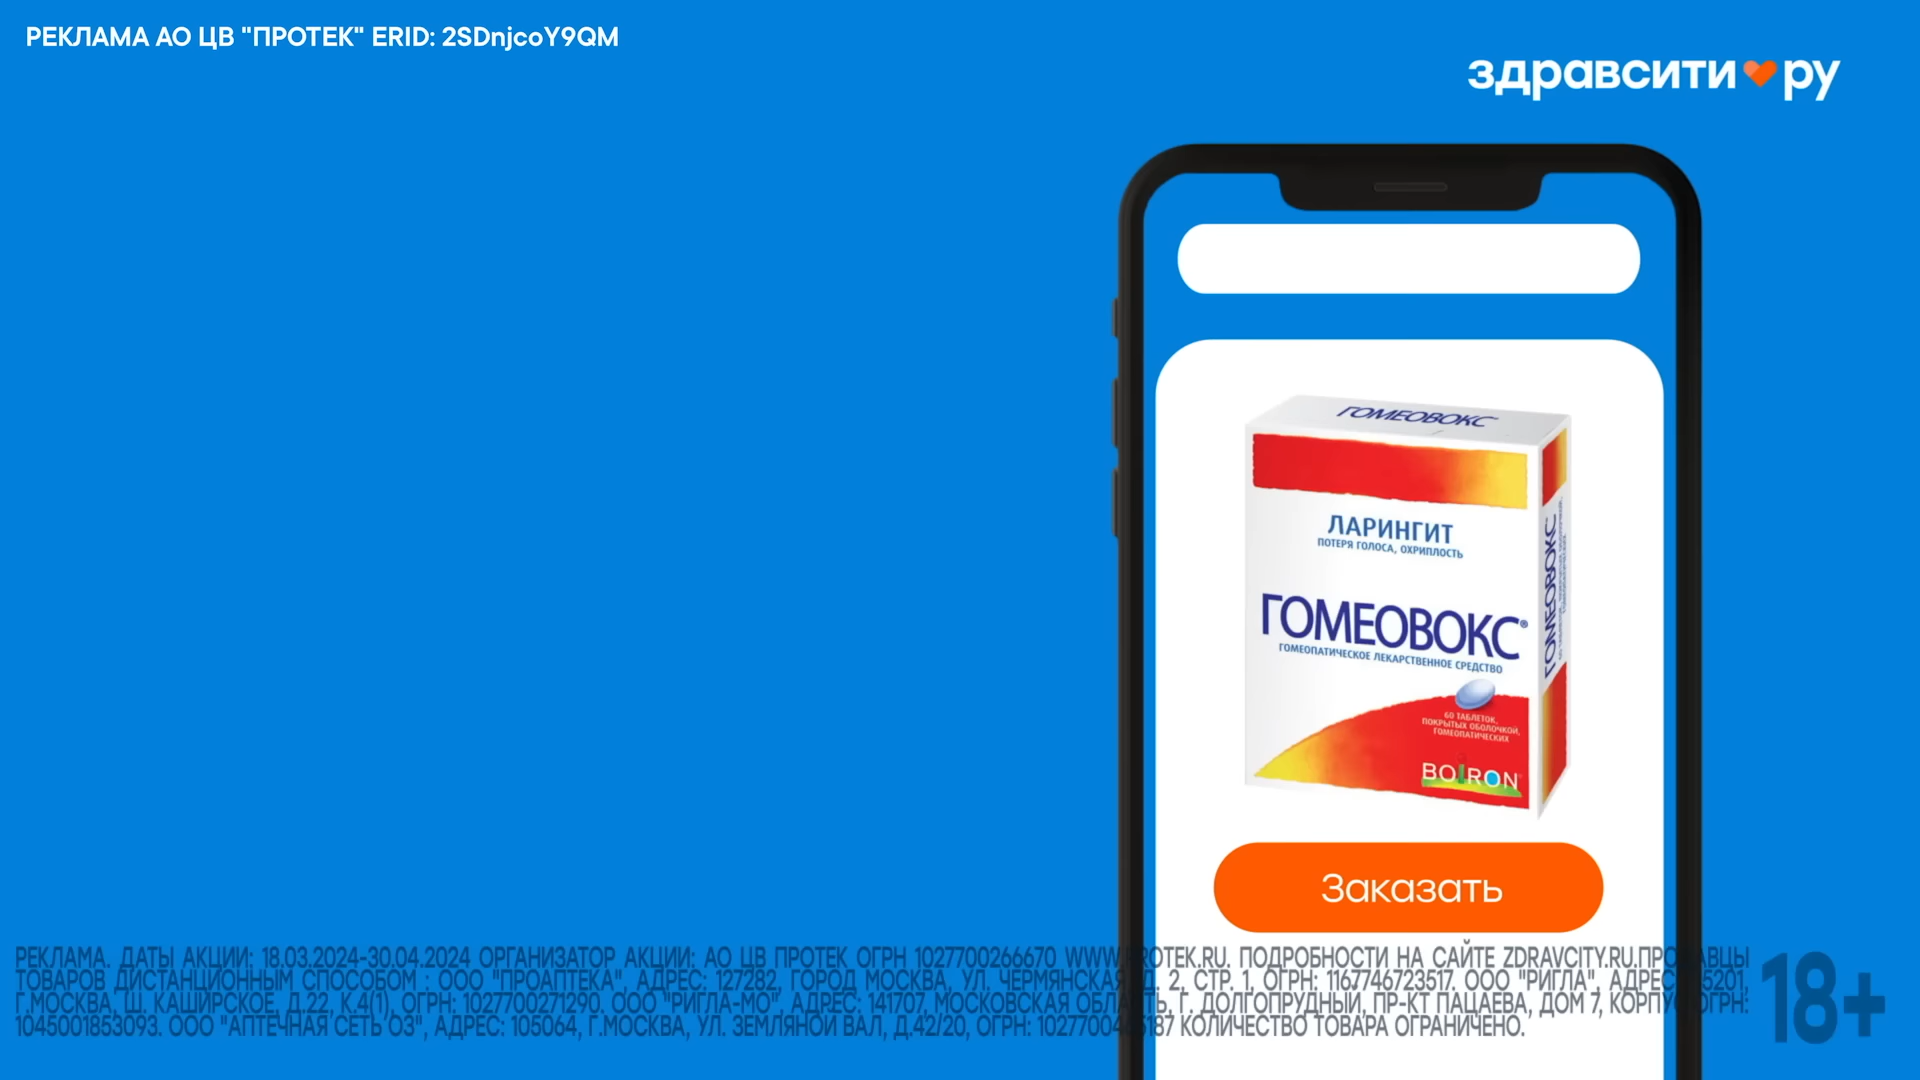 РЕКЛАМА АО ЦВ "ПРОТЕК" ERID: 2SDnjcoY9QM
здравсити ру
ГОМЕОВОКС
ЛАРИНГИТ
ПОТЕРЯ ГОЛОСА, ОХРИПЛОСТЬ
ГОМЕОВОКС®
ГОМЕОПАТИЧЕСКОЕ ЛЕКАРСТВЕННОЕ СРЕДСТВО
ГОМЕОВОКС
60 ТАБЛЕТОК,
ПОКРЫТЫХ ОБОЛОЧКОЙ,
ГОМЕОПАТИЧЕСКИХ
BOIRON
Заказать
РЕКЛАМА. ДАТЫ АКЦИИ: 18.03.2024-30.04.2024 ОРГАНИЗАТОР АКЦИИ: АО ЦВ ПРОТЕК ОГРН 1027700266670 WWW.PROTEK.RU. ПОДРОБНОСТИ НА САЙТЕ ZDRAVCITY.RU.ПРОДАВЦЫ
ТОВАРОВ ДИСТАНЦИОННЫМ СПОСОБОМ : ООО "ПРОАПТЕКА", АДРЕС: 127282, ГОРОД МОСКВА, УЛ. ЧЕРМЯНСКАЯ Д. 2, СТР. 1, ОГРН: 1167746723517. ООО "РИГЛА", АДРЕС:
Г.МОСКВА, Ш. КАШИРСКОЕ, Д.22, К.4(1), ОГРН: 1027700271290. ООО "РИГЛА-МО", АДРЕС: 141707, МОСКОВСКАЯ ОБЛАСТЬ, Г. ДОЛГОПРУДНЫЙ, ПР-КТ ПАЦАЕВА, ДОМ 7, ОГРН:
1045001853093. ООО "АПТЕЧНАЯ СЕТЬ О3", АДРЕС: 105064, Г.МОСКВА, УЛ. ЗЕМЛЯНОЙ ВАЛ, Д.42/20, ОГРН: КОЛИЧЕСТВО ТОВАРА ОГРАНИЧЕНО.
18+